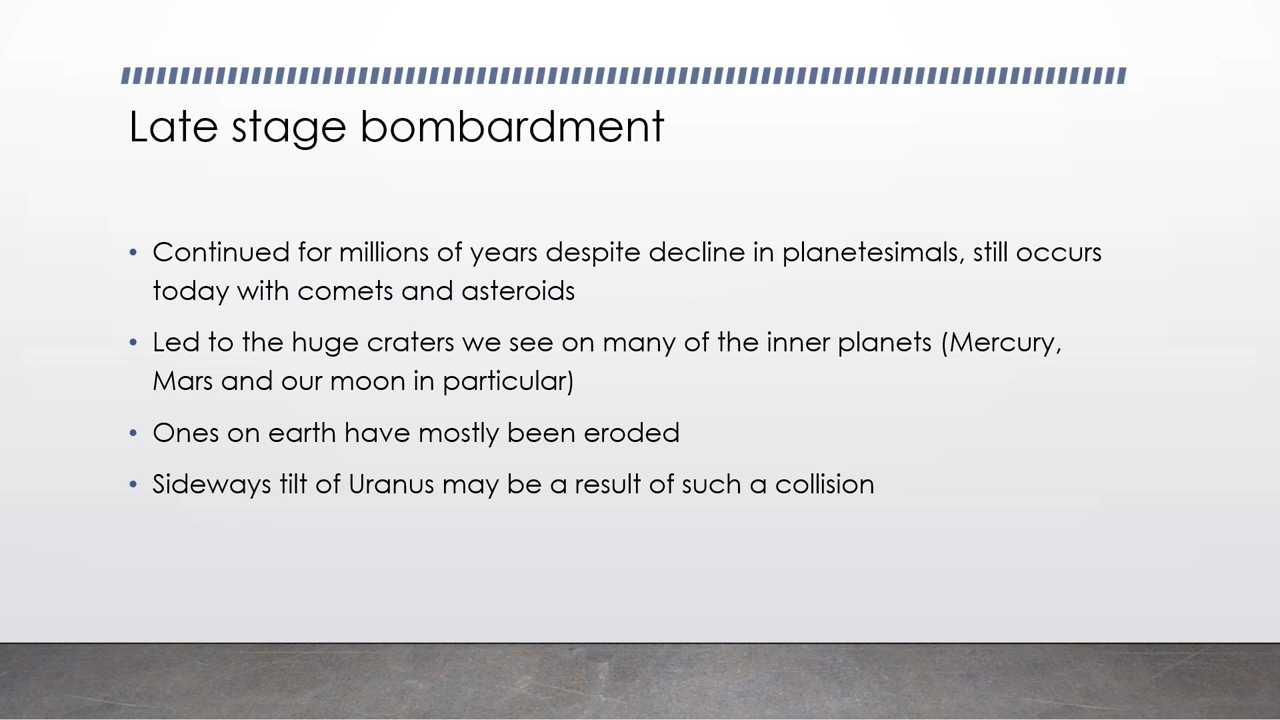 Late stage bombardment
• Continued for millions of years despite decline in planetesimals, still occurs
today with comets and asteroids
• Led to the huge craters we see on many of the inner planets (Mercury,
Mars and our moon in particular)
• Ones on earth have mostly been eroded
• Sideways tilt of Uranus may be a result of such a collision